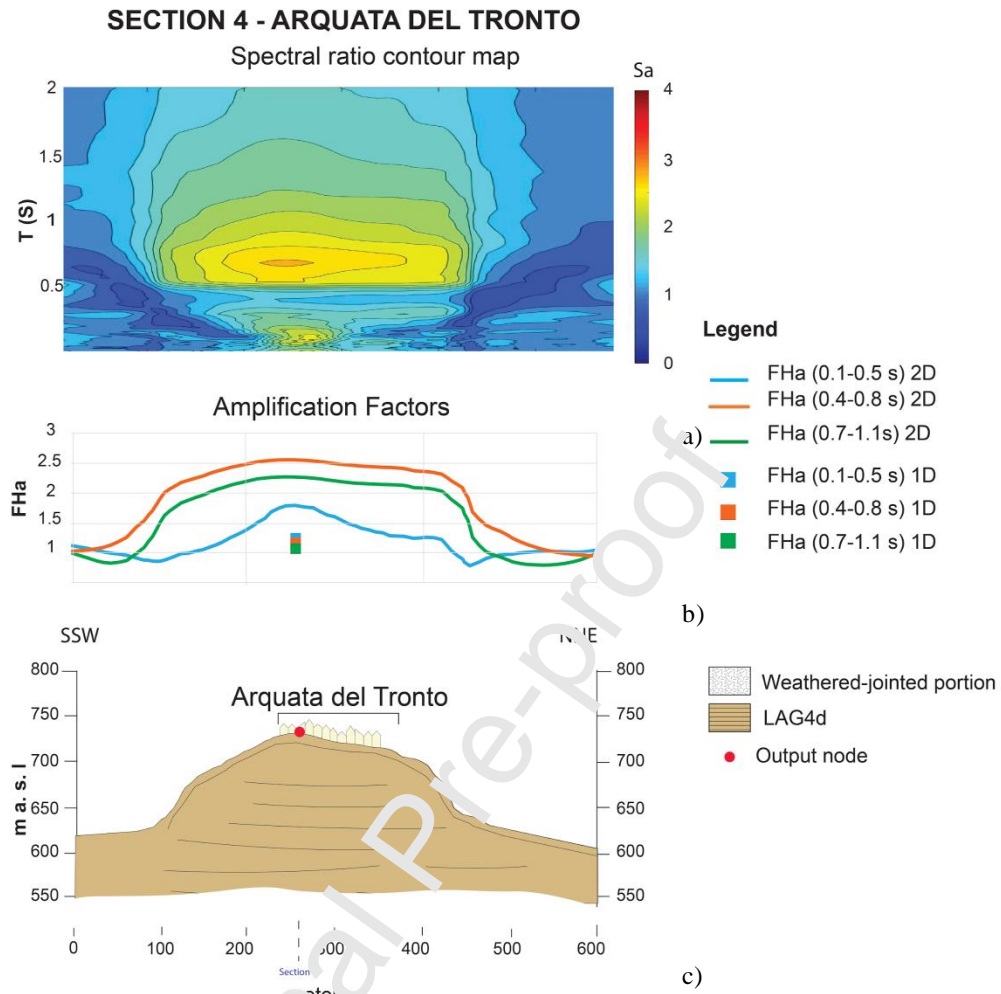 SECTION 4 - ARQUATA DEL TRONTO
Spectral ratio contour map
Sa
4
3
2
1
0
T (S)
2
1.5
1
0.5
a)
Legend
FHa (0.1-0.5 s) 2D
FHa (0.4-0.8 s) 2D
FHa (0.7-1.1s) 2D
FHa (0.1-0.5 s) 1D
FHa (0.4-0.8 s) 1D
FHa (0.7-1.1 s) 1D
Amplification Factors
FHa
3
2.5
2
1.5
1
b)
SSW
NNE
800
750
700
650
600
550
m a. s. l
Arquata del Tronto
800
750
700
650
600
550
Weathered-jointed portion
LAG4d
Output node
0 100 200 300 400 500 600
Section
c)
Pre-proof